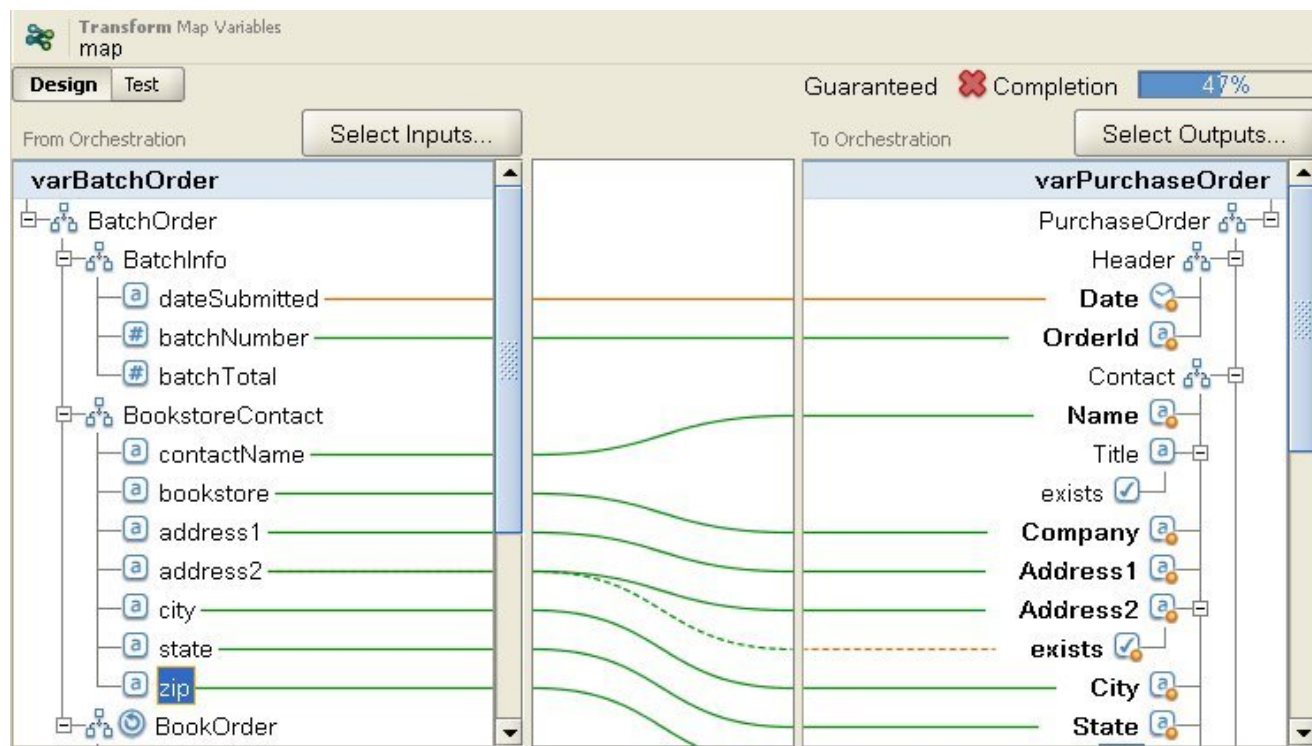 Transform Map Variables
map
Design Test
Guaranteed Completion 47%
From Orchestration Select Inputs...
To Orchestration Select Outputs...
varBatchOrder
BatchOrder
BatchInfo
dateSubmitted
batchNumber
batchTotal
BookstoreContact
contactName
bookstore
address1
address2
city
state
zip
BookOrder
varPurchaseOrder
PurchaseOrder
Header
Date
OrderId
Contact
Name
Title
exists
Company
Address1
Address2
exists
City
State